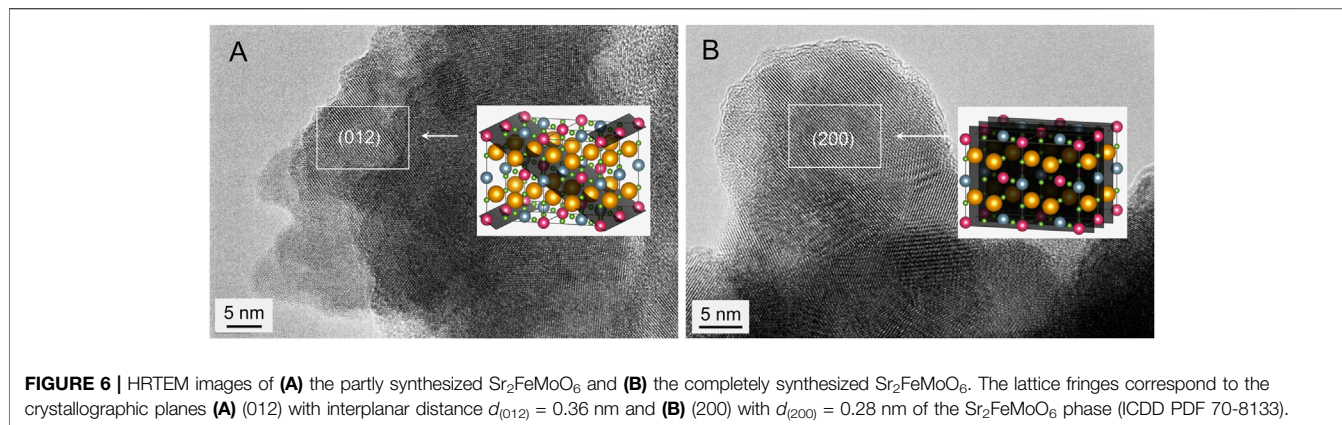 A
B
(012)
(200)
5 nm
5 nm
FIGURE 6 | HRTEM images of (A) the partly synthesized Sr₂FeMoO₆ and (B) the completely synthesized Sr₂FeMoO₆. The lattice fringes correspond to the
crystallographic planes (A) (012) with interplanar distance d₍₀₁₂₎ = 0.36 nm and (B) (200) with d₍₂₀₀₎ = 0.28 nm of the Sr₂FeMoO₆ phase (ICDD PDF 70-8133).